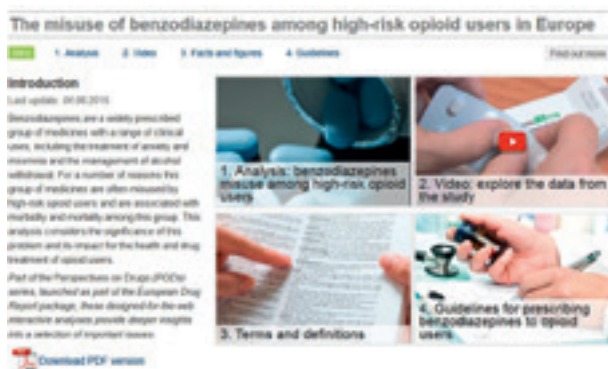 The misuse of benzodiazepines among high-risk opioid users in Europe
1. Analysis 2. Video 3. Facts and figures 4. Guidelines Find out more
Introduction
Last update:
Benzodiazepines are a widely prescribed
group of medicines with a range of clinical
uses, including the treatment of anxiety and
insomnia and the management of alcohol
withdrawal. For a number of reasons this
group of medicines are often misused by
high-risk opioid users and are associated with
morbidity and mortality among this group. This
analysis considers the significance of this
problem and its impact for the health and drug
treatment of opioid users.
Part of the Perspectives on Drugs (PODs)
series, launched as part of the European Drug
Report package, these designed-for-the-web
interactive analyses provide deeper insights
into a selection of important issues.
Download PDF version
1. Analysis: benzodiazepines
misuse among high-risk opioid
users
2. Video: explore the data from
the study
3. Terms and definitions
4. Guidelines for prescribing
benzodiazepines to opioid
users